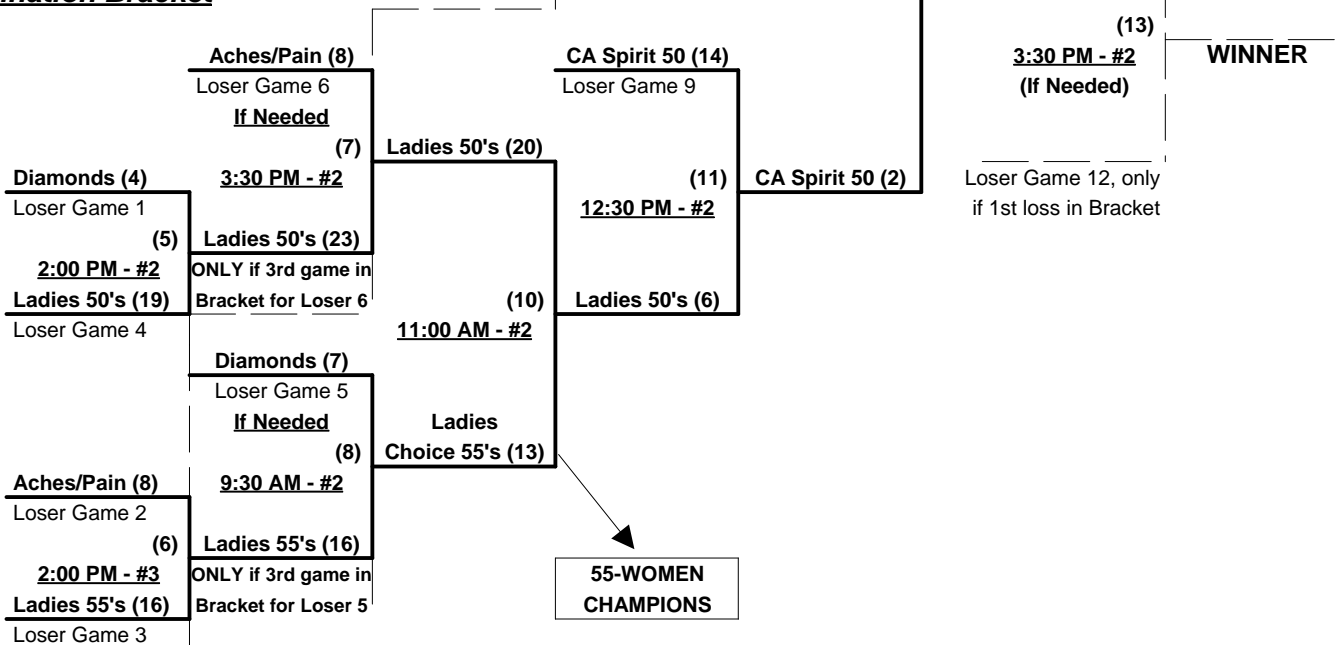 (13)
Aches/Pain (8)
CA Spirit 50 (14)
3:30 PM - #2
WINNER
Loser Game 6
Loser Game 9
(If Needed)
If Needed
(7)
Ladies 50's (20)
Diamonds (4)
3:30 PM - #2
(11)
CA Spirit 50 (2)
Loser Game 12, only
Loser Game 1
12:30 PM - #2
if 1st loss in Bracket
(5)
Ladies 50's (23)
2:00 PM - #2
ONLY if 3rd game in
Ladies 50's (19)
Bracket for Loser 6
(10)
Ladies 50's (6)
Loser Game 4
11:00 AM - #2
Diamonds (7)
Loser Game 5
If Needed
Ladies
(8)
Choice 55's (13)
Aches/Pain (8)
9:30 AM - #2
Loser Game 2
(6)
Ladies 55's (16)
2:00 PM - #3
ONLY if 3rd game in
55-WOMEN
Ladies 55's (16)
Bracket for Loser 5
CHAMPIONS
Loser Game 3